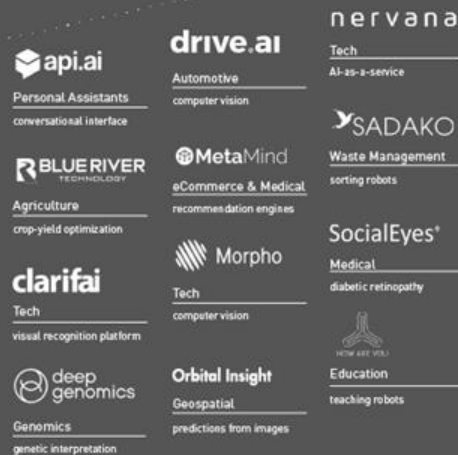 api.ai
Personal Assistants
conversational interface
BLUE RIVER
TECHNOLOGY
Agriculture
crop-yield optimization
clarifai
Tech
visual recognition platform
deep
genomics
Genomics
genetic interpretation
drive.ai
Automotive
computer vision
MetaMind
eCommerce & Medical
recommendation engines
Morpho
Tech
computer vision
Orbital Insight
Geospatial
predictions from images
nervana
Tech
AI-as-a-service
SADAKO
Waste Management
sorting robots
SocialEyes
Medical
diabetic retinopathy
HOW ARE YOU
Education
teaching robots